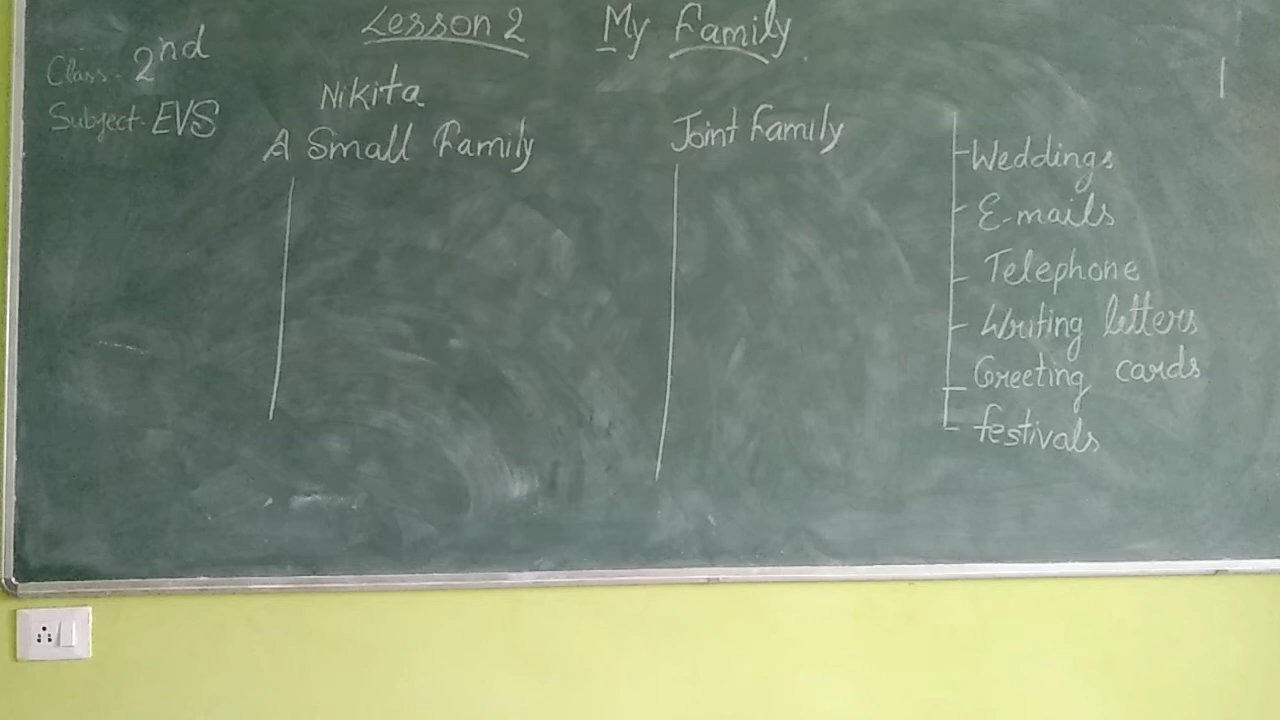 Lesson 2 My Family
Class- 2nd
Subject- EVS
Nikita
A Small Family
Joint Family
Weddings
E-mails
Telephone
Writing letters
Greeting cards
festivals